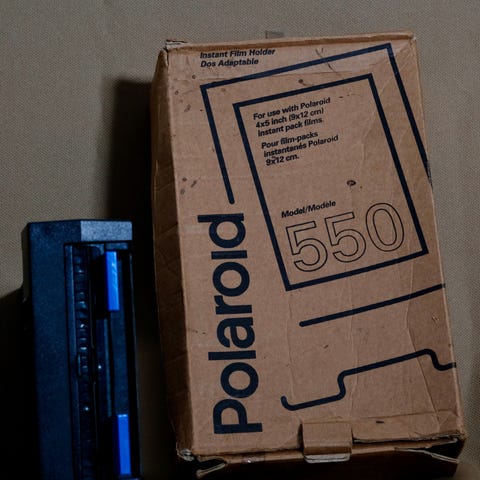 Instant Film Holder
Dos Adaptable
For use with Polaroid
4x5 inch (9x12 cm)
instant pack films.
Pour film-packs
instantanés Polaroid
9x12 cm.
Model/Modèle
550
Polaroid